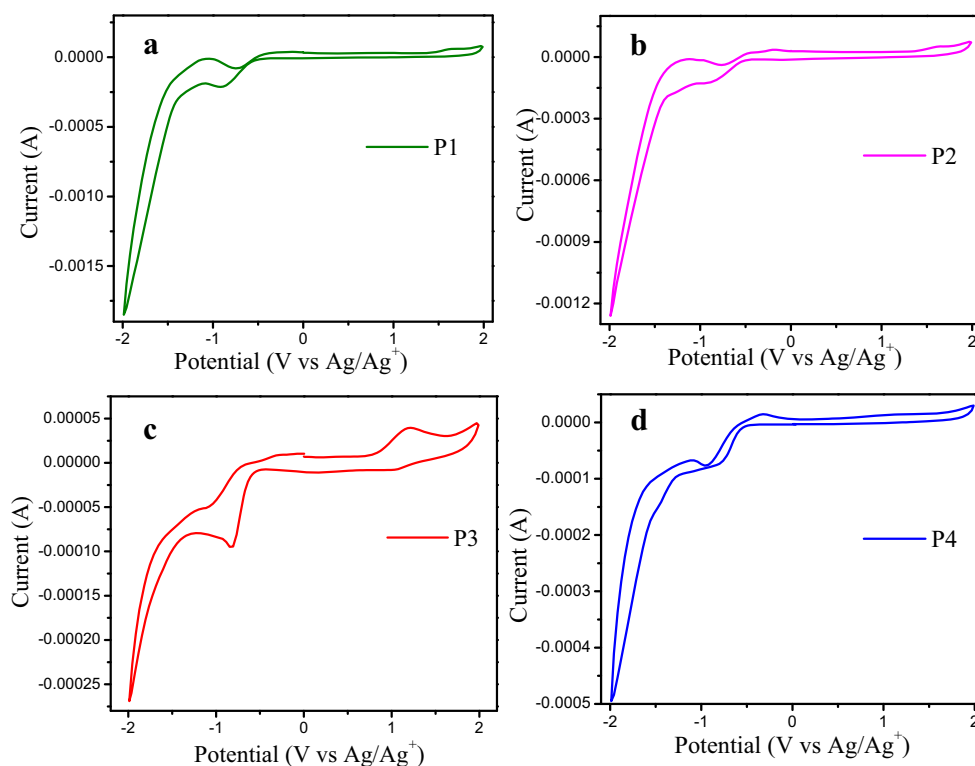 a
0.0000
-0.0005
-0.0010
-0.0015
Current (A)
P1
-2 -1 0 1 2
Potential (V vs Ag/Ag+)
b
0.0000
-0.0003
-0.0006
-0.0009
-0.0012
Current (A)
P2
-2 -1 0 1 2
Potential (V vs Ag/Ag+)
c
0.00005
0.00000
-0.00005
-0.00010
-0.00015
-0.00020
-0.00025
Current (A)
P3
-2 -1 0 1 2
Potential (V vs Ag/Ag+)
d
0.0000
-0.0001
-0.0002
-0.0003
-0.0004
-0.0005
Current (A)
P4
-2 -1 0 1 2
Potential (V vs Ag/Ag+)